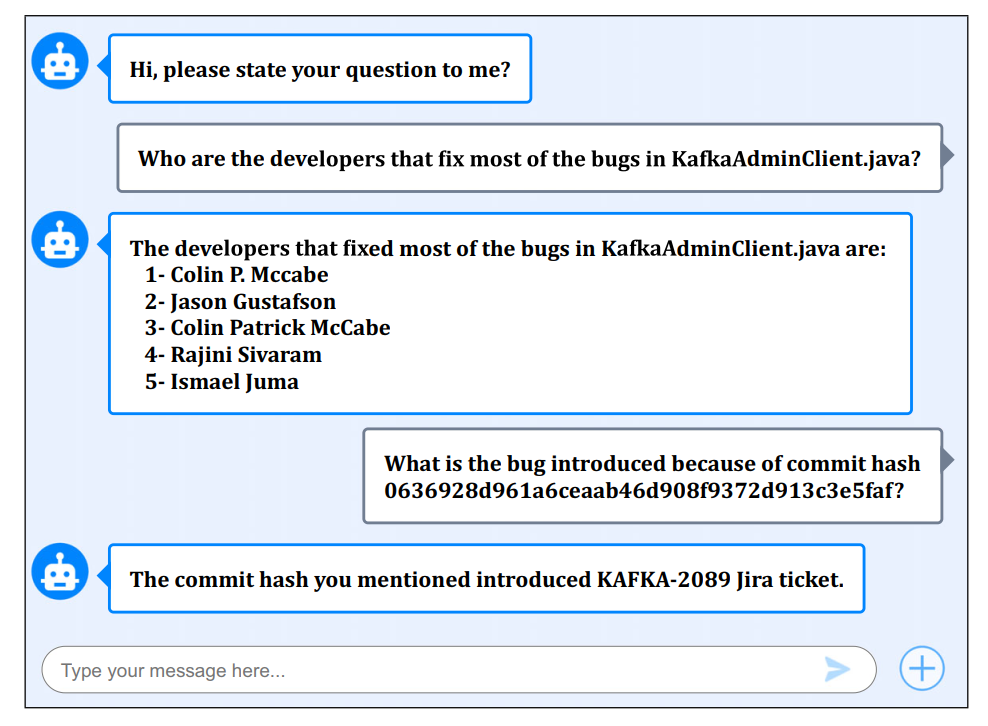 Hi, please state your question to me?
Who are the developers that fix most of the bugs in KafkaAdminClient.java?
The developers that fixed most of the bugs in KafkaAdminClient.java are:
1- Colin P. Mccabe
2- Jason Gustafson
3- Colin Patrick McCabe
4- Rajini Sivaram
5- Ismael Juma
What is the bug introduced because of commit hash
0636928d961a6ceaab46d908f9372d913c3e5faf?
The commit hash you mentioned introduced KAFKA-2089 Jira ticket.
Type your message here...